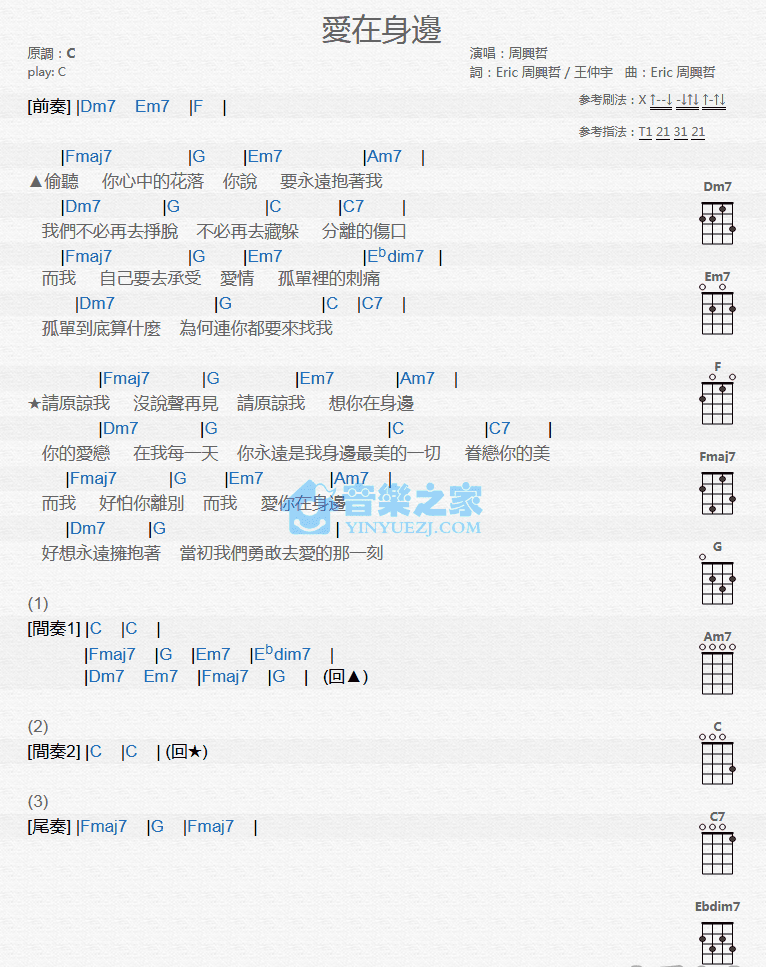 愛在身邊
原調：C
play: C
演唱：周興哲
詞：Eric 周興哲 / 王仲宇 曲：Eric 周興哲
参考刷法：X ↑--↓ -↓↑↓ ↑-↑↓
参考指法：T1 21 31 21
[前奏] |Dm7 Em7 |F |
|Fmaj7 |G |Em7 |Am7 |
▲偷聽 你心中的花落 你說 要永遠抱著我
|Dm7 |G |C |C7 |
我們不必再去掙脫 不必再去藏躲 分離的傷口
|Fmaj7 |G |Em7 |Ebdim7 |
而我 自己要去承受 愛情 孤單裡的刺痛
|Dm7 |G |C |C7 |
孤單到底算什麼 為何連你都要來找我
|Fmaj7 |G |Em7 |Am7 |
★請原諒我 沒說聲再見 請原諒我 想你在身邊
|Dm7 |G |C |C7 |
你的愛戀 在我每一天 你永遠是我身邊最美的一切 眷戀你的美
|Fmaj7 |G |Em7 |Am7 |
而我 好怕你離別 而我 愛你在身邊
|Dm7 |G |
好想永遠擁抱著 當初我們勇敢去愛的那一刻
音樂之家
YINYUEZJ.COM
(1)
[間奏1] |C |C |
|Fmaj7 |G |Em7 |Ebdim7 |
|Dm7 Em7 |Fmaj7 |G | (回▲)
(2)
[間奏2] |C |C | (回★)
(3)
[尾奏] |Fmaj7 |G |Fmaj7 |
Dm7
Em7
F
Fmaj7
G
Am7
C
C7
Ebdim7